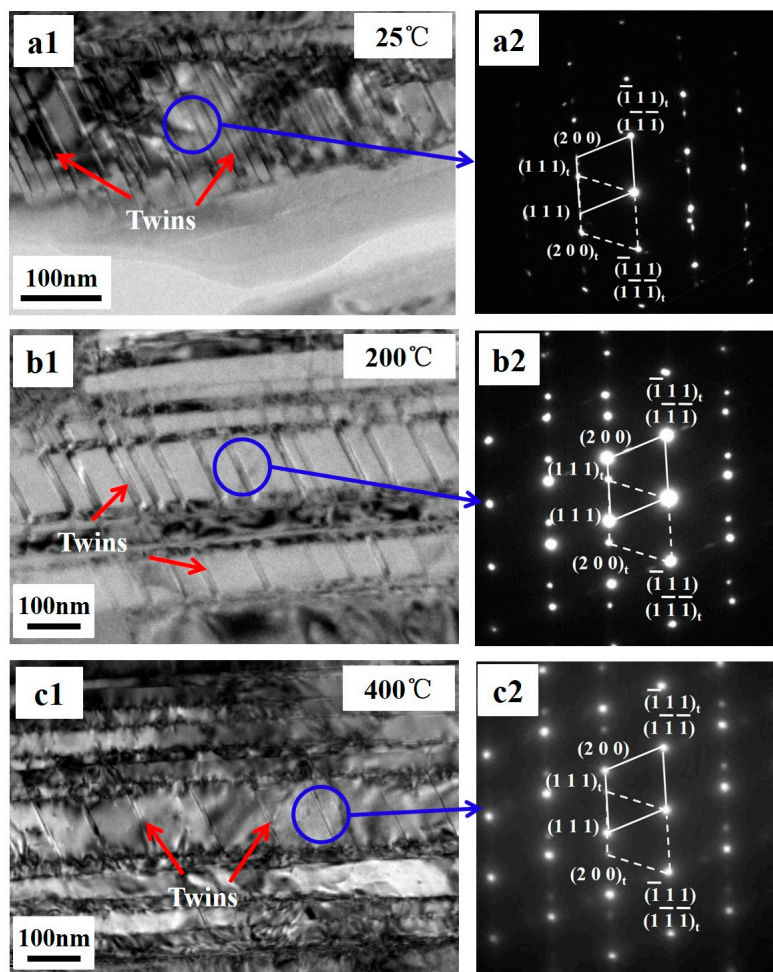 a1
25℃
Twins
100nm
a2
(1̄ 1 1)ₜ
(1 1̄ 1̄)
(2 0 0)
(1 1 1)ₜ
(1 1 1)
(2 0 0)ₜ
(1̄ 1 1)
(1 1̄ 1̄)ₜ
b1
200℃
Twins
100nm
b2
(1̄ 1 1)ₜ
(1 1̄ 1̄)
(2 0 0)
(1 1 1)ₜ
(1 1 1)
(2 0 0)ₜ
(1̄ 1 1)
(1 1̄ 1̄)ₜ
c1
400℃
Twins
100nm
c2
(1̄ 1 1)ₜ
(1 1̄ 1̄)
(2 0 0)
(1 1 1)ₜ
(1 1 1)
(2 0 0)ₜ
(1̄ 1 1)
(1 1̄ 1̄)ₜ